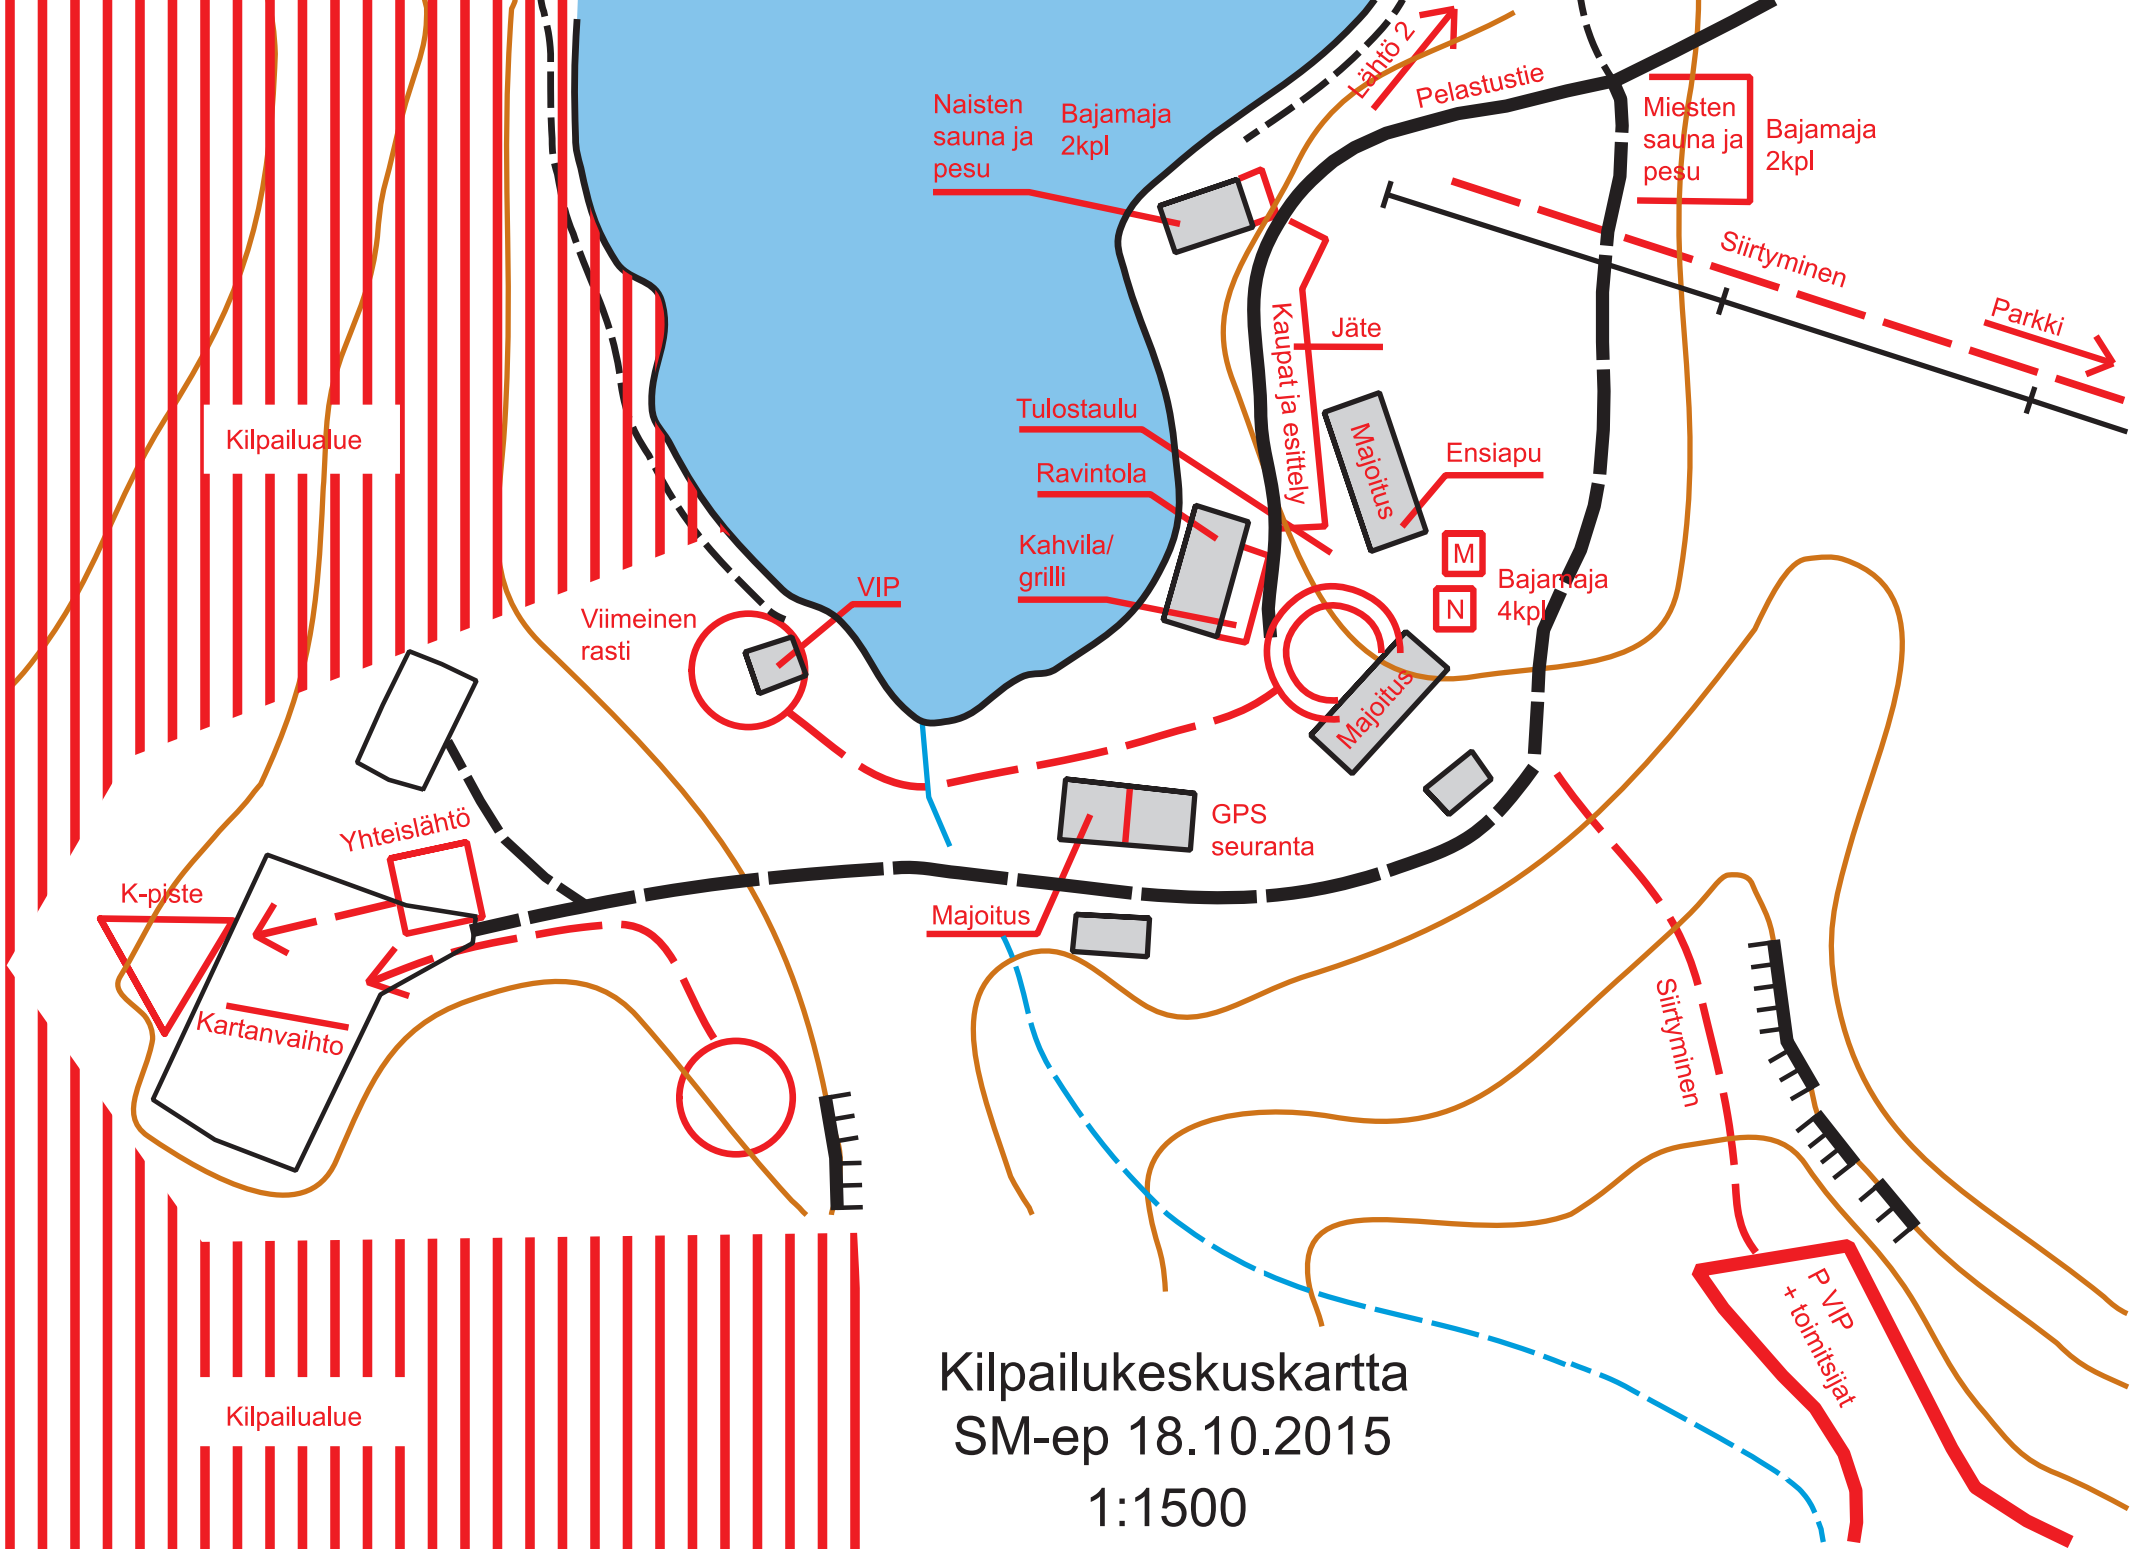 Lähtö 2
Pelastustie
Naisten
sauna ja
pesu
Bajamaja
2kpl
Miesten
sauna ja
pesu
Bajamaja
2kpl
Siirtyminen
Parkki
Kaupat ja esittely
Jäte
Tulostaulu
Ravintola
Kahvila/
grilli
Majoitus
Ensiapu
M
N
Bajamaja
4kpl
Kilpailualue
VIP
Viimeinen
rasti
Majoitus
GPS
seuranta
Majoitus
Yhteislähtö
K-piste
Kartanvaihto
Siirtyminen
P VIP
+ toimitsijat
Kilpailualue
Kilpailukeskuskartta
SM-ep 18.10.2015
1:1500